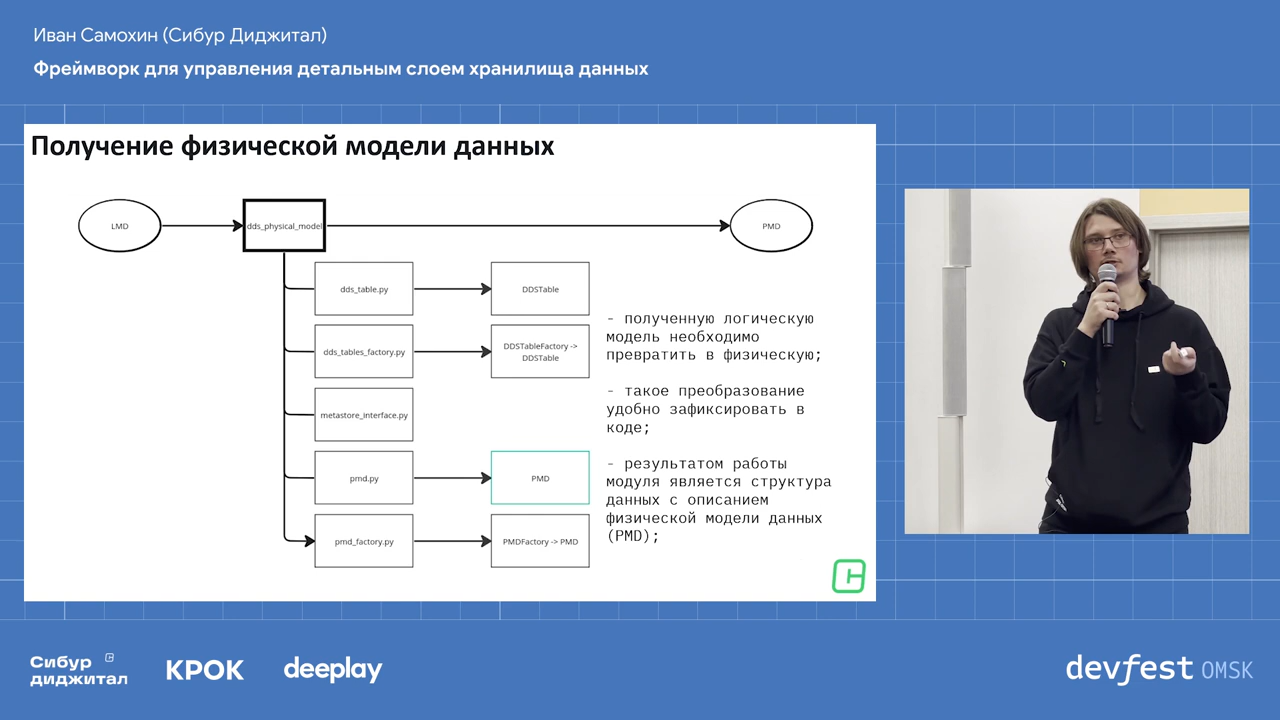 Иван Самохин (Сибур Диджитал)
Фреймворк для управления детальным слоем хранилища данных
Получение физической модели данных
LMD
dds_physical_model
PMD
dds_table.py
DDSTable
dds_tables_factory.py
DDSTableFactory ->
DDSTable
metastore_interface.py
pmd.py
PMD
pmd_factory.py
PMDFactory -> PMD
- полученную логическую
модель необходимо
превратить в физическую;
- такое преобразование
удобно зафиксировать в
коде;
- результатом работы
модуля является структура
данных с описанием
физической модели данных
(PMD);
Сибур
диджитал
КРОК
deeplay
devfest OMSK